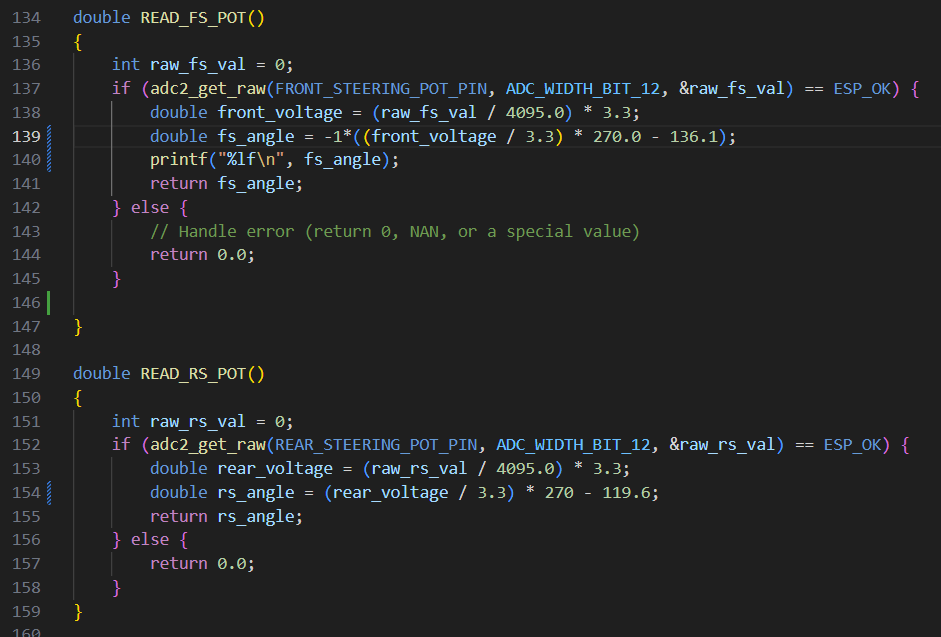 134 double READ_FS_POT()
135 {
136     int raw_fs_val = 0;
137     if (adc2_get_raw(FRONT_STEERING_POT_PIN, ADC_WIDTH_BIT_12, &raw_fs_val) == ESP_OK) {
138         double front_voltage = (raw_fs_val / 4095.0) * 3.3;
139         double fs_angle = -1*((front_voltage / 3.3) * 270.0 - 136.1);
140         printf("%lf\n", fs_angle);
141         return fs_angle;
142     } else {
143         // Handle error (return 0, NAN, or a special value)
144         return 0.0;
145     }
146
147 }
148
149 double READ_RS_POT()
150 {
151     int raw_rs_val = 0;
152     if (adc2_get_raw(REAR_STEERING_POT_PIN, ADC_WIDTH_BIT_12, &raw_rs_val) == ESP_OK) {
153         double rear_voltage = (raw_rs_val / 4095.0) * 3.3;
154         double rs_angle = (rear_voltage / 3.3) * 270 - 119.6;
155         return rs_angle;
156     } else {
157         return 0.0;
158     }
159 }
160